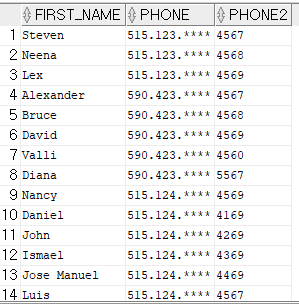 FIRST_NAME PHONE PHONE2
1 Steven 515.123.**** 4567
2 Neena 515.123.**** 4568
3 Lex 515.123.**** 4569
4 Alexander 590.423.**** 4567
5 Bruce 590.423.**** 4568
6 David 590.423.**** 4569
7 Valli 590.423.**** 4560
8 Diana 590.423.**** 5567
9 Nancy 515.124.**** 4569
10 Daniel 515.124.**** 4169
11 John 515.124.**** 4269
12 Ismael 515.124.**** 4369
13 Jose Manuel 515.124.**** 4469
14 Luis 515.124.**** 4567